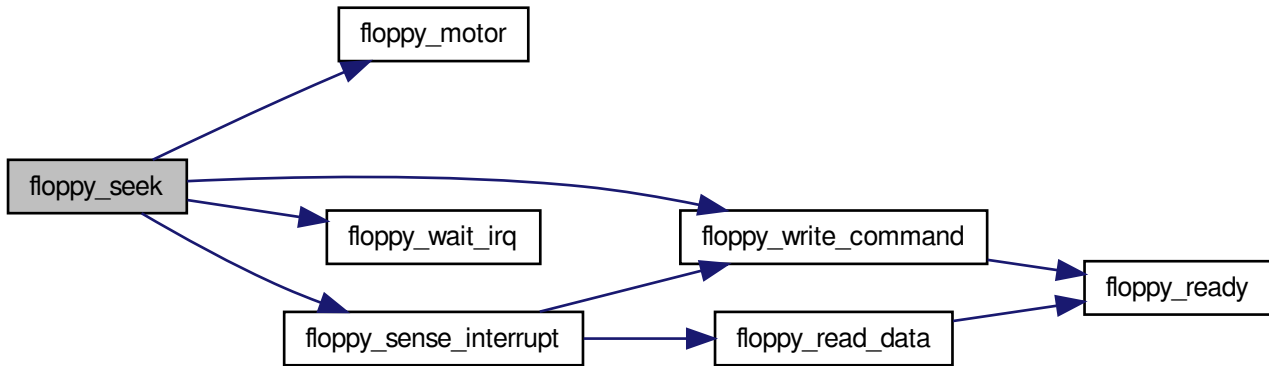 floppy_motor
floppy_seek
floppy_wait_irq
floppy_write_command
floppy_ready
floppy_sense_interrupt
floppy_read_data